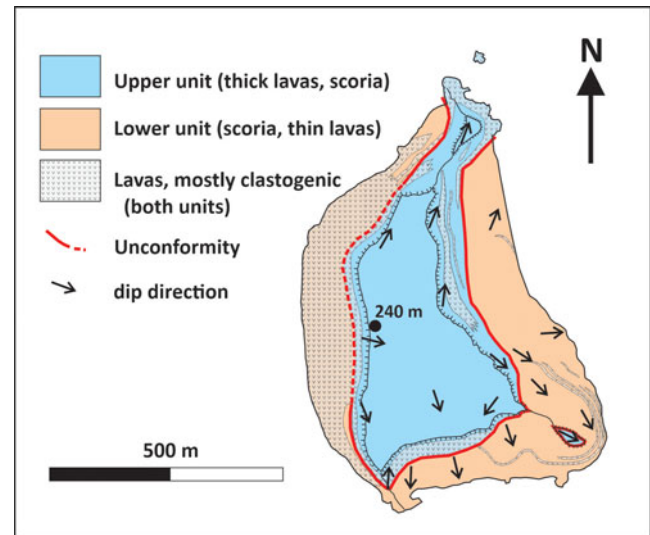 N
Upper unit (thick lavas, scoria)
Lower unit (scoria, thin lavas)
Lavas, mostly clastogenic
(both units)
Unconformity
dip direction
240 m
500 m